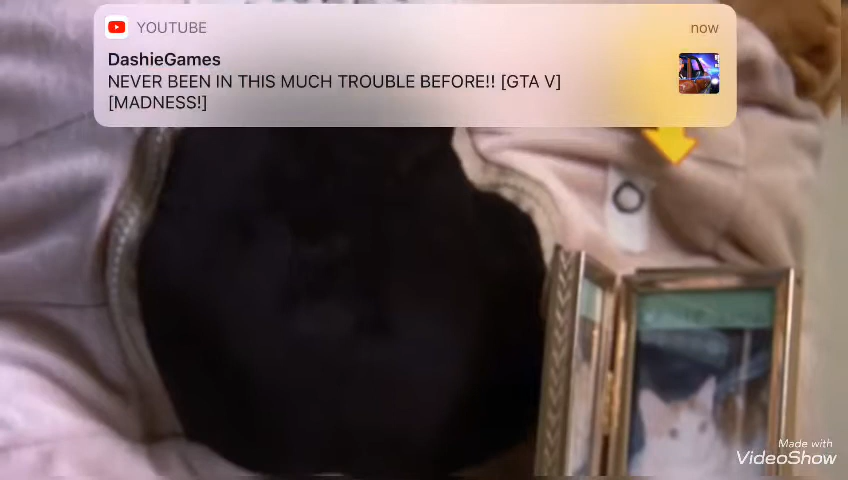 YOUTUBE
now
DashieGames
NEVER BEEN IN THIS MUCH TROUBLE BEFORE!! [GTA V]
[MADNESS!]
Made with
VideoShow